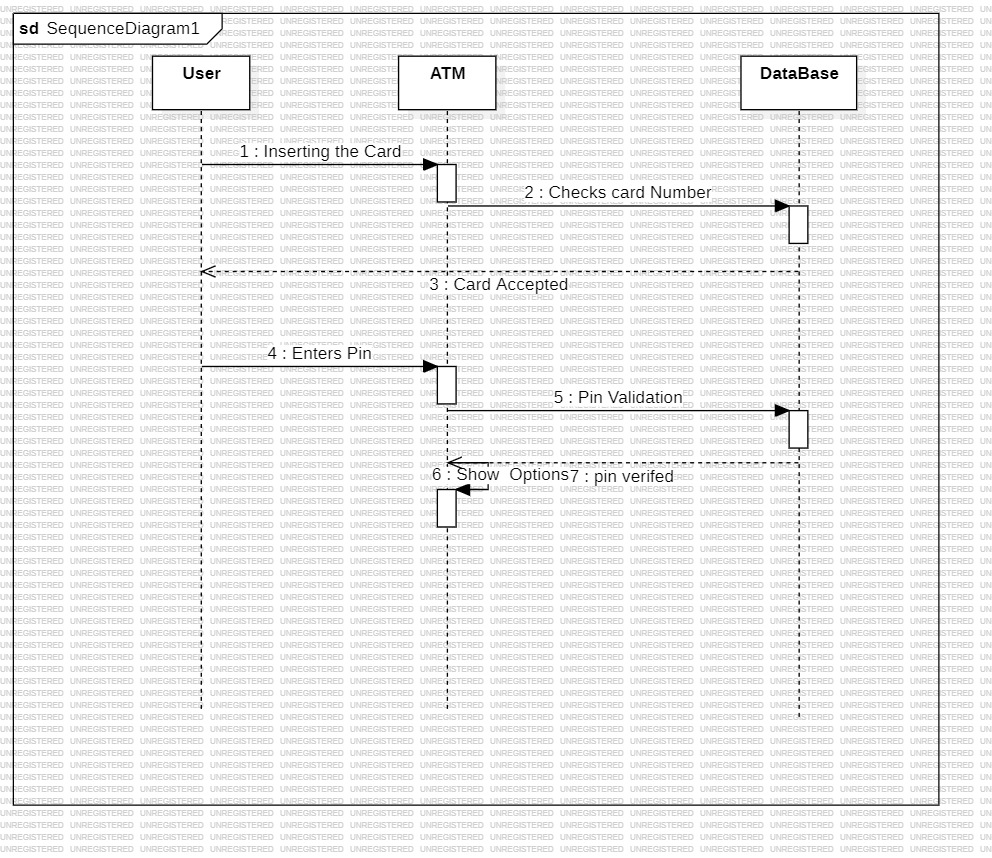 sd SequenceDiagram1
User
ATM
DataBase
1 : Inserting the Card
2 : Checks card Number
3 : Card Accepted
4 : Enters Pin
5 : Pin Validation
6 : Show Options
7 : pin verifed
UNREGISTERED